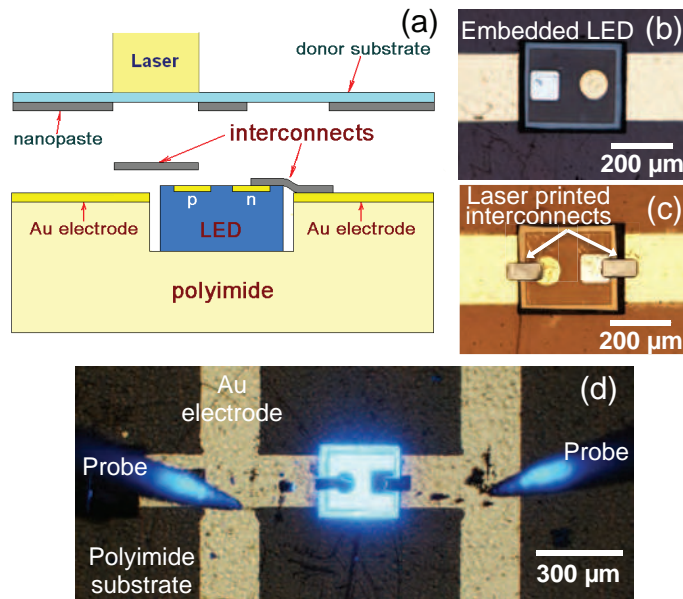 (a)
Laser
donor substrate
nanopaste
interconnects
p
n
Au electrode
LED
Au electrode
polyimide
Embedded LED
(b)
200 µm
Laser printed
interconnects
(c)
200 µm
(d)
Au
electrode
Probe
Probe
Polyimide
substrate
300 µm